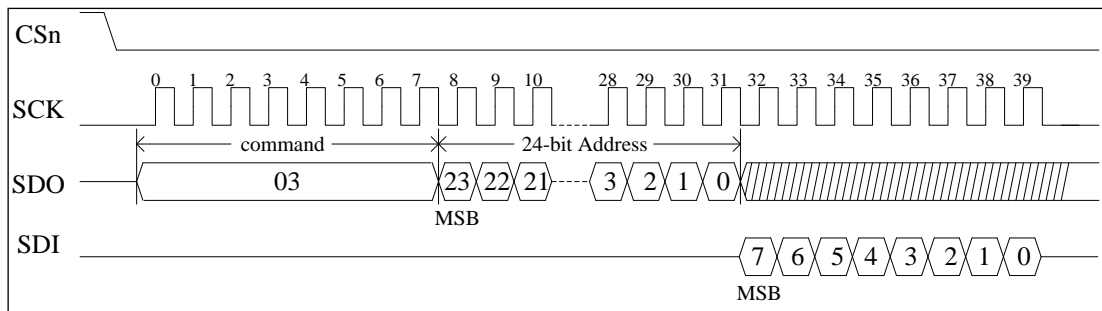 CSn
0 1 2 3 4 5 6 7 8 9 10 28 29 30 31 32 33 34 35 36 37 38 39
SCK
command 24-bit Address
SDO 03 23 22 21 3 2 1 0
MSB
SDI 7 6 5 4 3 2 1 0
MSB